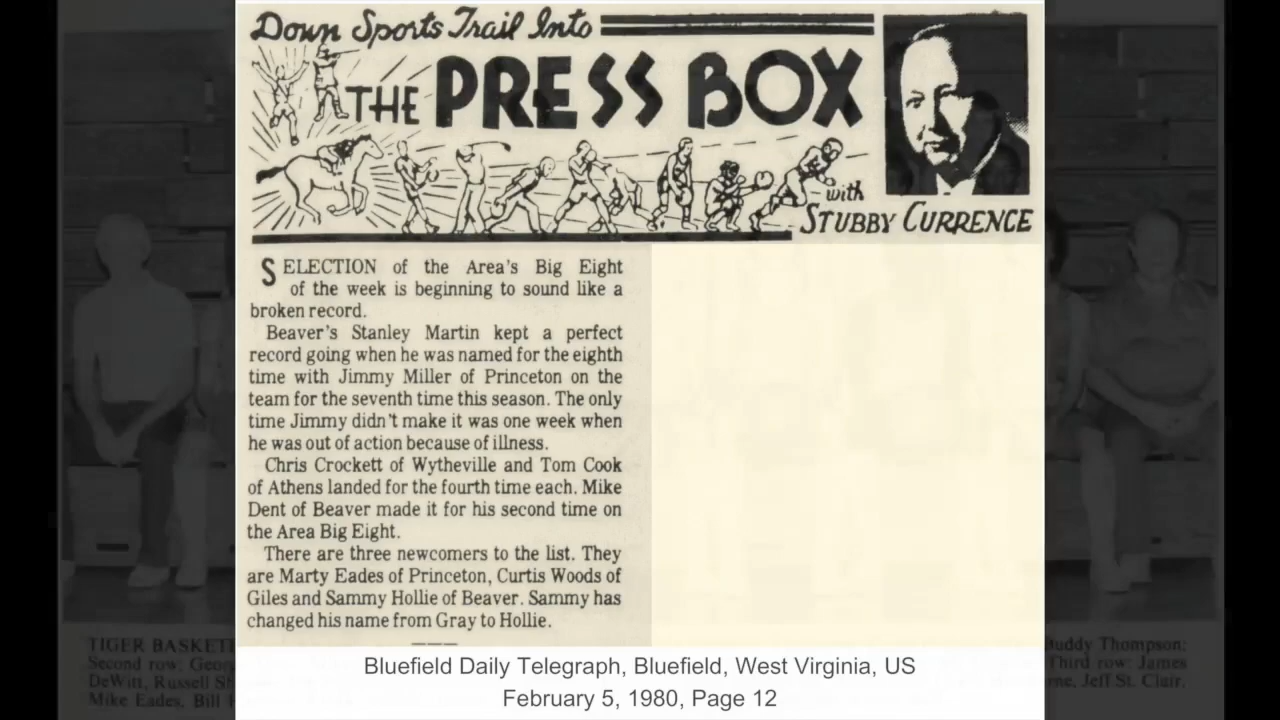 Down Sports Trail Into
THE PRESS BOX
with
STUBBY CURRENCE
SELECTION of the Area's Big Eight
of the week is beginning to sound like a
broken record.
Beaver's Stanley Martin kept a perfect
record going when he was named for the eighth
time with Jimmy Miller of Princeton on the
team for the seventh time this season. The only
time Jimmy didn't make it was one week when
he was out of action because of illness.
Chris Crockett of Wytheville and Tom Cook
of Athens landed for the fourth time each. Mike
Dent of Beaver made it for his second time on
the Area Big Eight.
There are three newcomers to the list. They
are Marty Eades of Princeton, Curtis Woods of
Giles and Sammy Hollie of Beaver. Sammy has
changed his name from Gray to Hollie.
Bluefield Daily Telegraph, Bluefield, West Virginia, US
February 5, 1980, Page 12
TIGER
Second row:
DeWitt, Russell
Mike Eades, Bill
Buddy Thompson;
Third row: James
Jeff St. Clair.